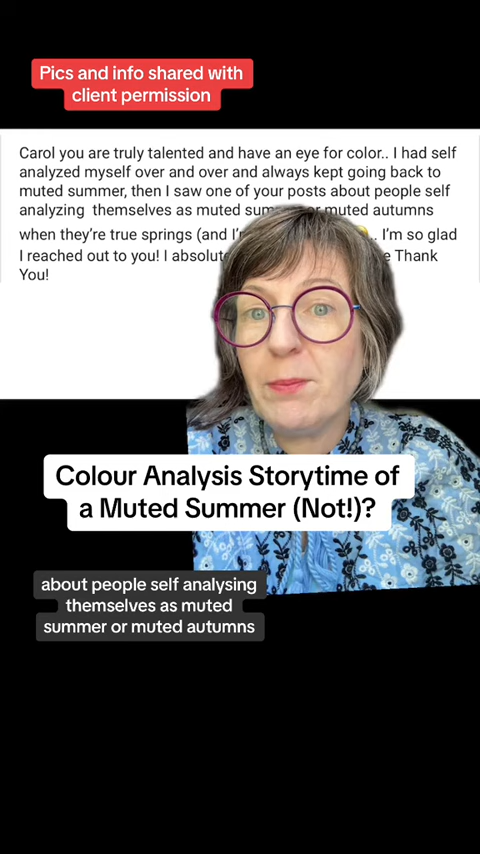 Pics and info shared with
client permission
Carol you are truly talented and have an eye for color.. I had self
analyzed myself over and over and always kept going back to
muted summer, then I saw one of your posts about people self
analyzing themselves as muted muted autumns
when they're true springs (and .. I'm so glad
I reached out to you! I Thank
You!
Colour Analysis Storytime of
a Muted Summer (Not!)?
about people self analysing
themselves as muted
summer or muted autumns